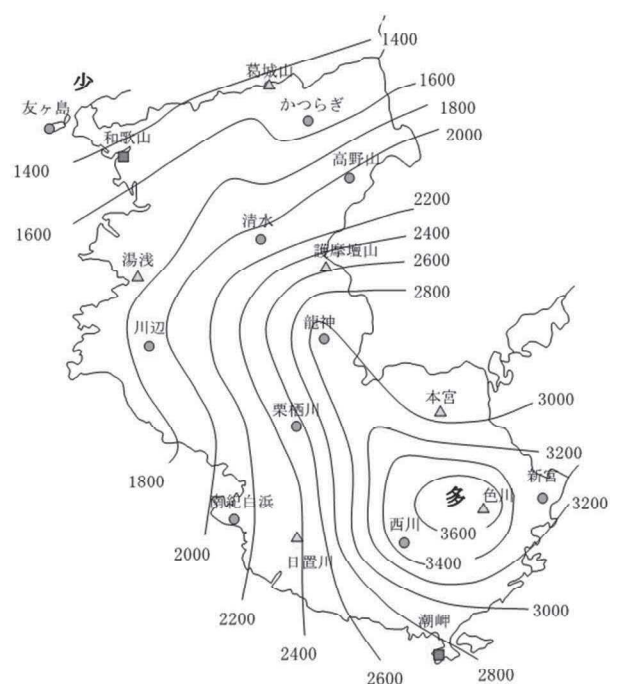 1400
葛城山
少
1600
友ヶ島
かつらぎ
1800
和歌山
2000
高野山
1400
2200
清水
1600
2400
護摩壇山
湯浅
2600
2800
龍神
川辺
本宮
3000
栗栖川
3200
1800
新宮
多
色川
南紀白浜
3200
西川
3600
2000
3400
日置川
3000
2200
潮岬
2400
2600
2800